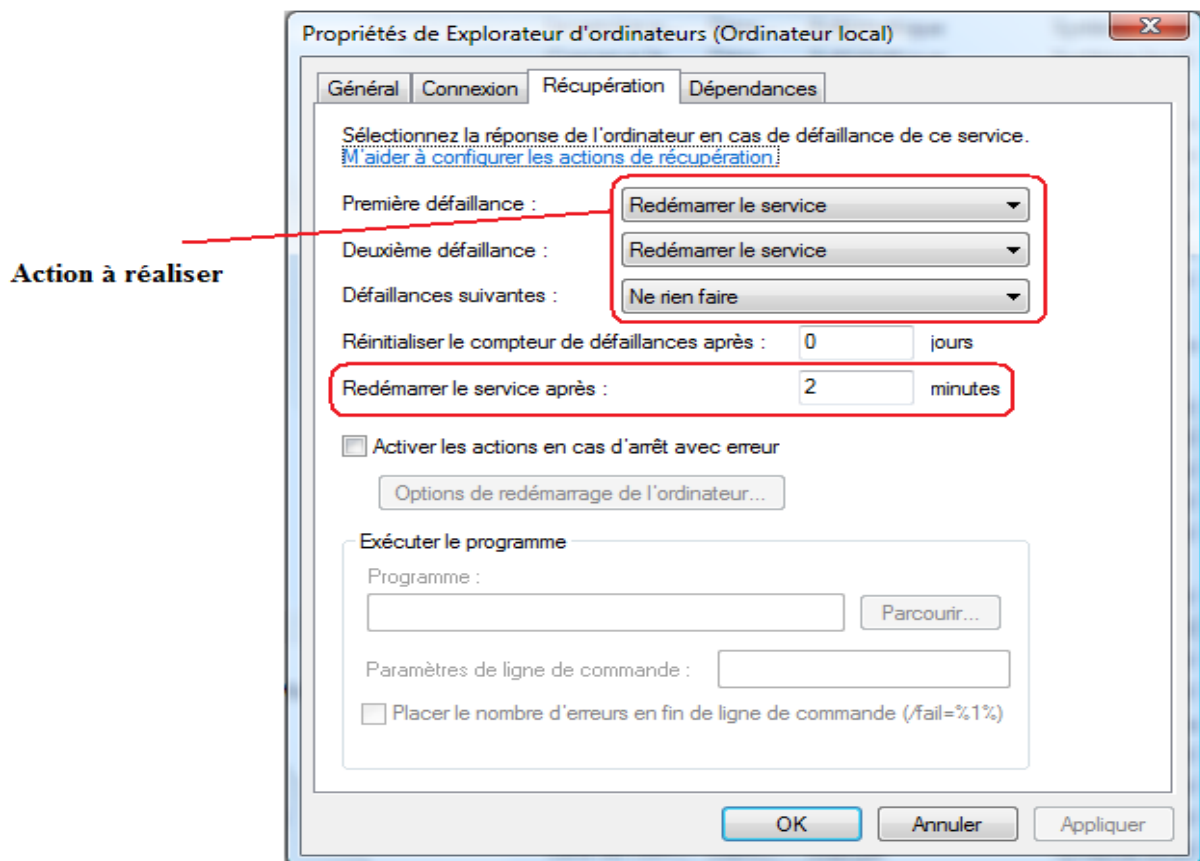 Propriétés de Explorateur d'ordinateurs (Ordinateur local)
Général Connexion Récupération Dépendances
Sélectionnez la réponse de l'ordinateur en cas de défaillance de ce service.
M'aider à configurer les actions de récupération.
Première défaillance : Redémarrer le service
Deuxième défaillance : Redémarrer le service
Action à réaliser
Défaillances suivantes : Ne rien faire
Réinitialiser le compteur de défaillances après : 0 jours
Redémarrer le service après : 2 minutes
Activer les actions en cas d'arrêt avec erreur
Options de redémarrage de l'ordinateur...
Exécuter le programme
Programme :
Parcourir...
Paramètres de ligne de commande :
Placer le nombre d'erreurs en fin de ligne de commande (/fail=%1%)
OK Annuler Appliquer